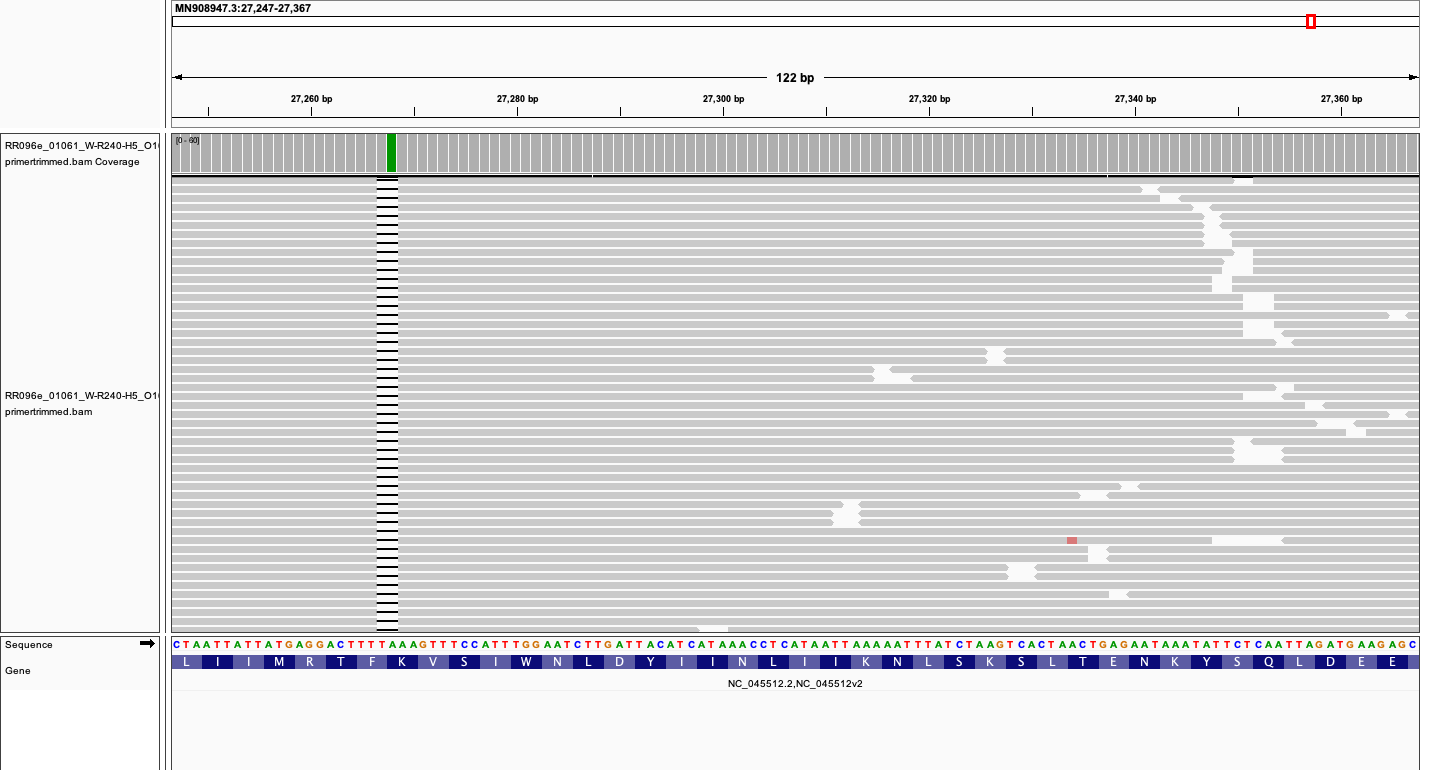 MN908947.3:27,247-27,367
122 bp
27,260 bp 27,280 bp 27,300 bp 27,320 bp 27,340 bp 27,360 bp
RR096e_01061_W-R240-H5_O1
primertrimmed.bam Coverage
[0 - 60]
RR096e_01061_W-R240-H5_O1
primertrimmed.bam
Sequence
CTAATTATTATGAGGACTTTTAAAGTTTCCATTTGGAATCTTGATTACATCATAAACCTCATAATTAAAAATTTATCTAAGTCACTAACTGAGAATAAATATTCTCAATTAGATGAAGAGC
Gene
L I I M R T F K V S I W N L D Y I I N L I I K N L S K S L T E N K Y S Q L D E E
NC_045512.2,NC_045512v2